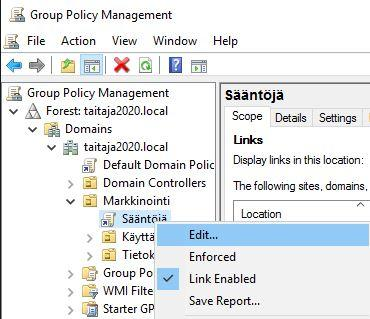 Group Policy Management
File Action View Window Help
Group Policy Management
Forest: taitaja2020.local
Domains
taitaja2020.local
Default Domain Polic
Domain Controllers
Markkinointi
Sääntöjä
Käyttä
Tietok
Group Po
WMI Filte
Starter GP
Sääntöjä
Scope Details Settings
Links
Display links in this location:
The following sites, domains,
Location
Edit...
Enforced
Link Enabled
Save Report...